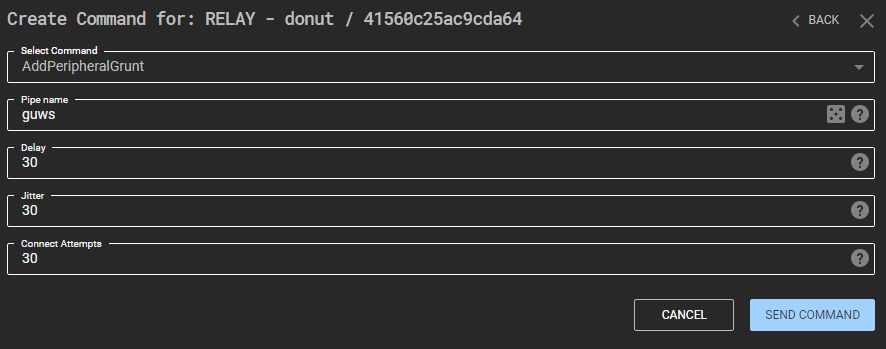 Create Command for: RELAY - donut / 41560c25ac9cda64
BACK
Select Command
AddPeripheralGrunt
Pipe name
guws
Delay
30
Jitter
30
Connect Attempts
30
CANCEL
SEND COMMAND